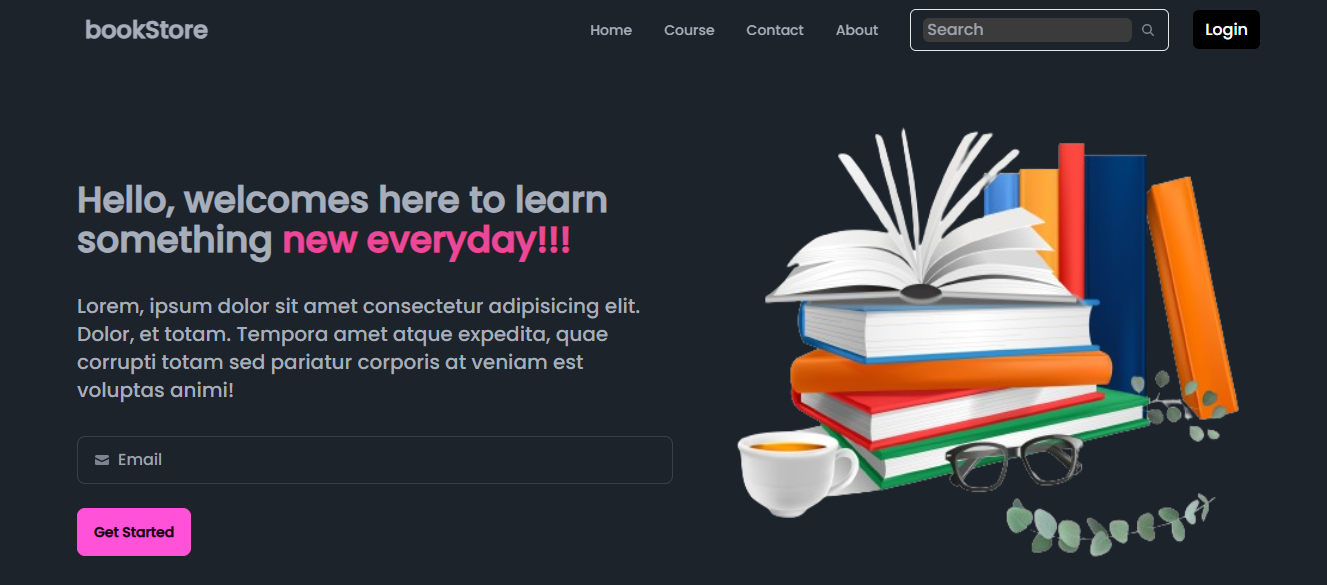 bookStore
Home
Course
Contact
About
Search
Login
Hello, welcomes here to learn
something new everyday!!!
Lorem, ipsum dolor sit amet consectetur adipisicing elit.
Dolor, et totam. Tempora amet atque expedita, quae
corrupti totam sed pariatur corporis at veniam est
voluptas animi!
Email
Get Started